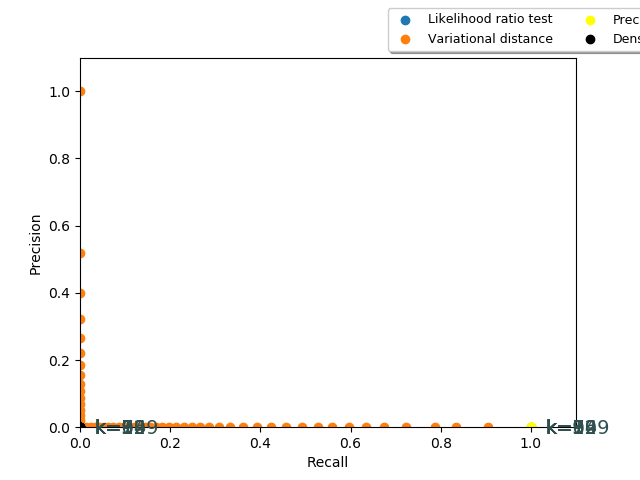 Likelihood ratio test
Variational distance
Prec
Dens
1.0
0.8
0.6
0.4
0.2
0.0
Precision
0.0 0.2 0.4 0.6 0.8 1.0
Recall